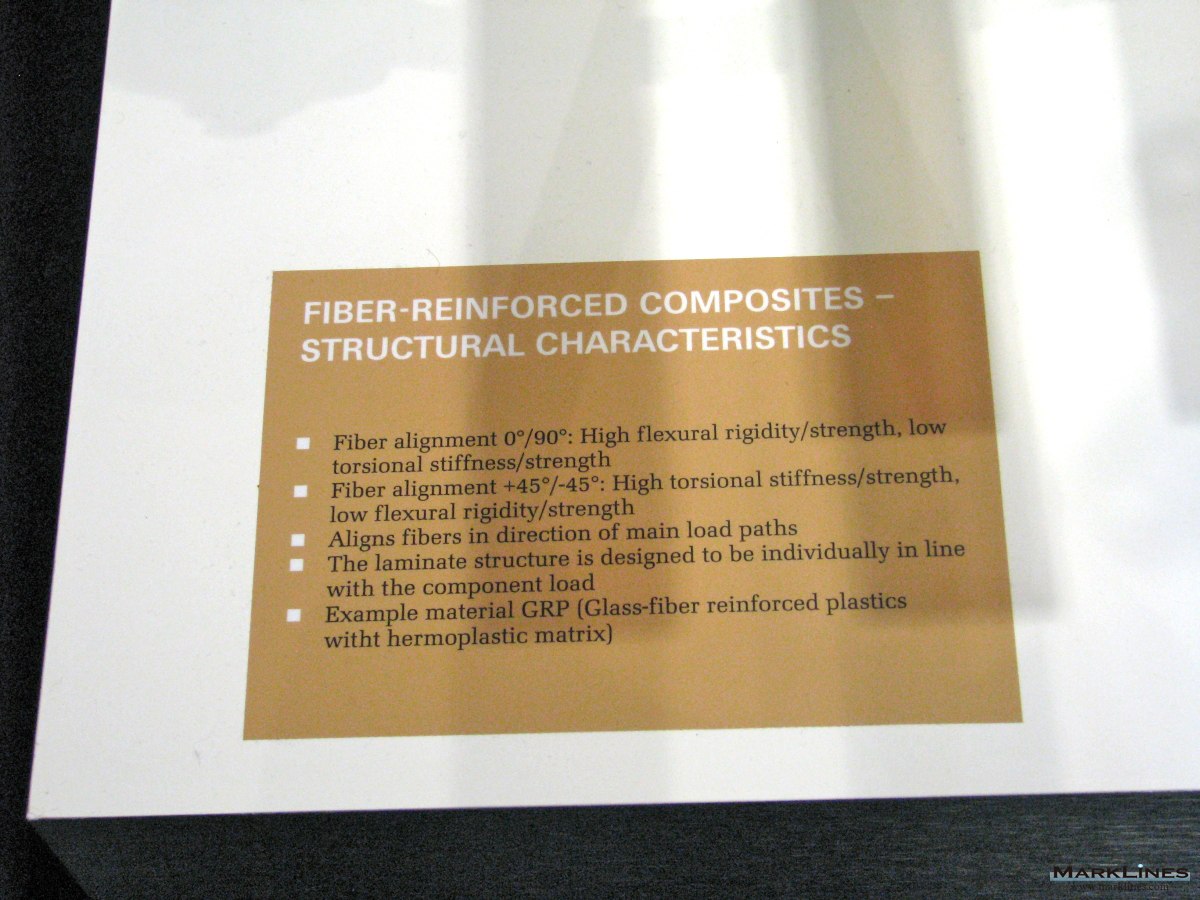 FIBER-REINFORCED COMPOSITES –
STRUCTURAL CHARACTERISTICS
▪ Fiber alignment 0°/90°: High flexural rigidity/strength, low
torsional stiffness/strength
▪ Fiber alignment +45°/-45°: High torsional stiffness/strength,
low flexural rigidity/strength
▪ Aligns fibers in direction of main load paths
▪ The laminate structure is designed to be individually in line
with the component load
▪ Example material GRP (Glass-fiber reinforced plastics
witht hermoplastic matrix)
MARKLINES
www.marklines.com